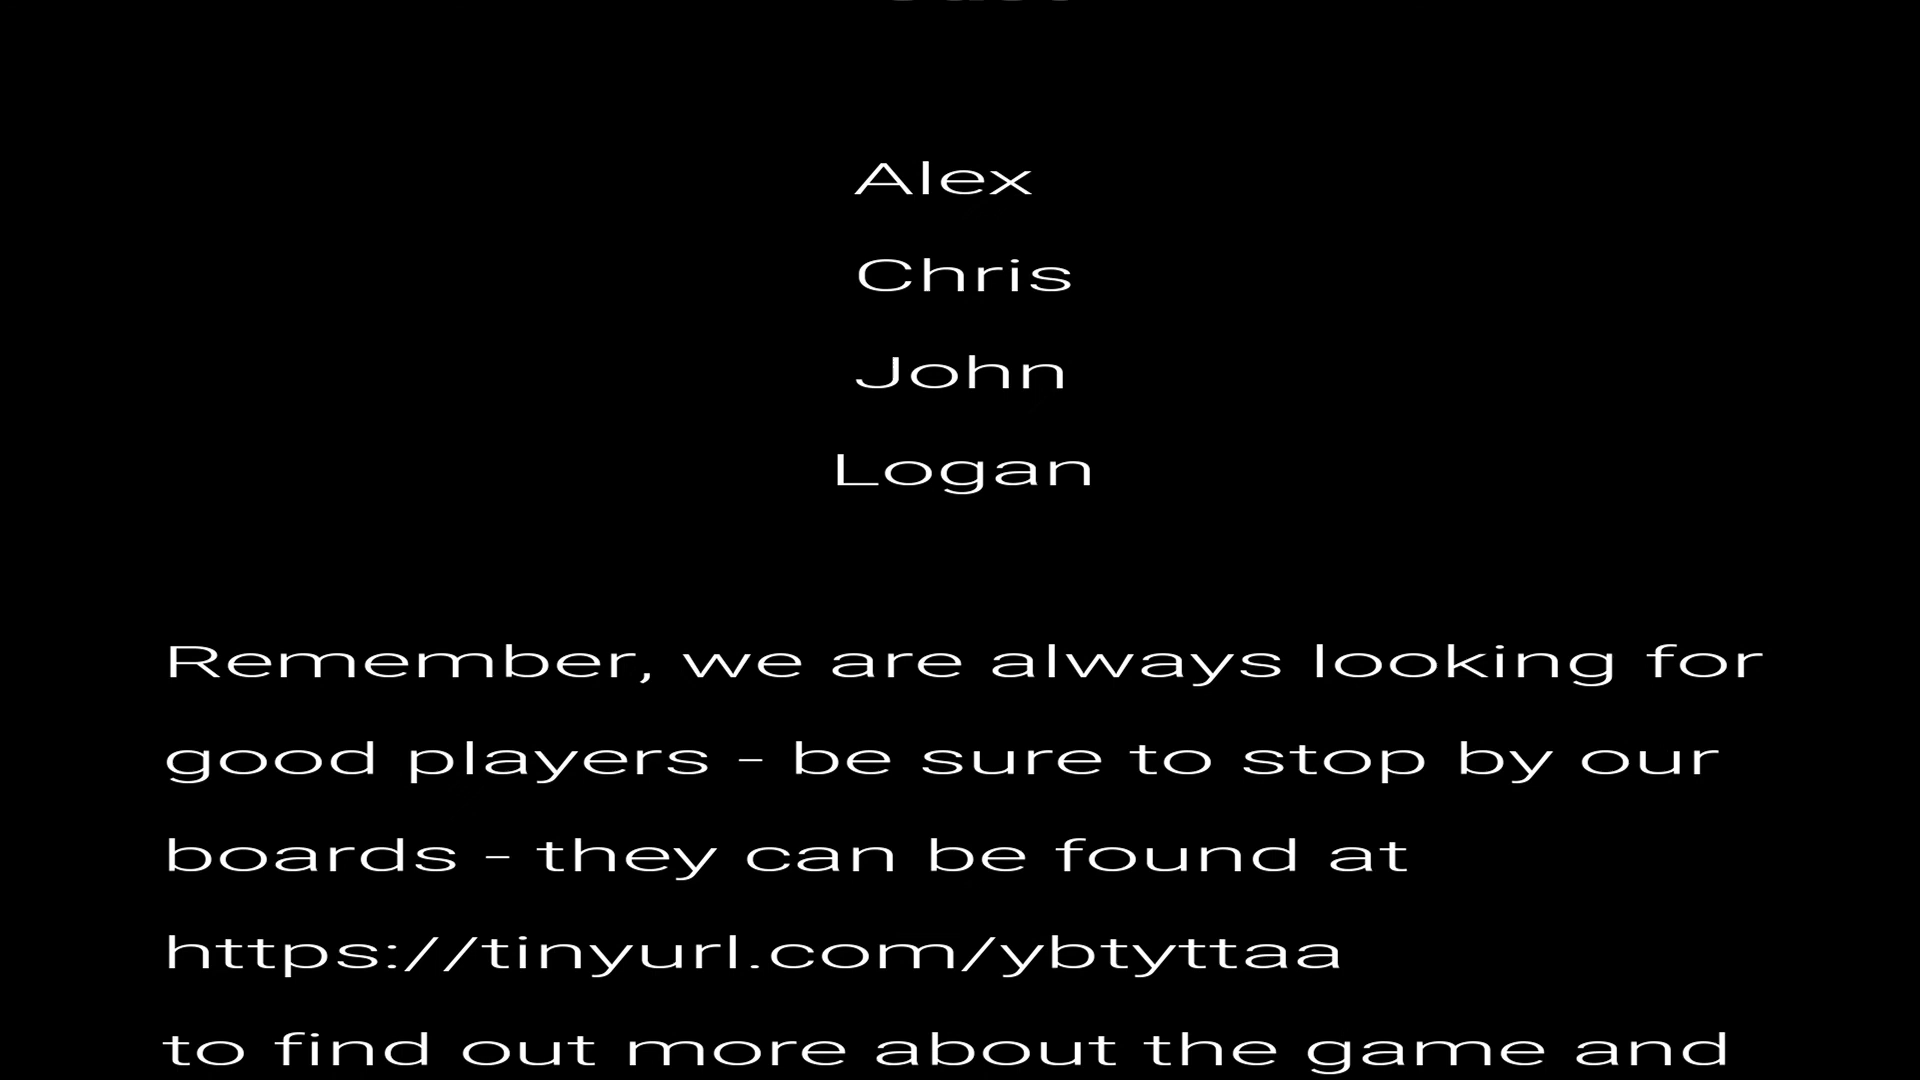 Alex
Chris
John
Logan
Remember, we are always looking for
good players - be sure to stop by our
boards - they can be found at
https://tinyurl.com/ybtyttaa
to find out more about the game and